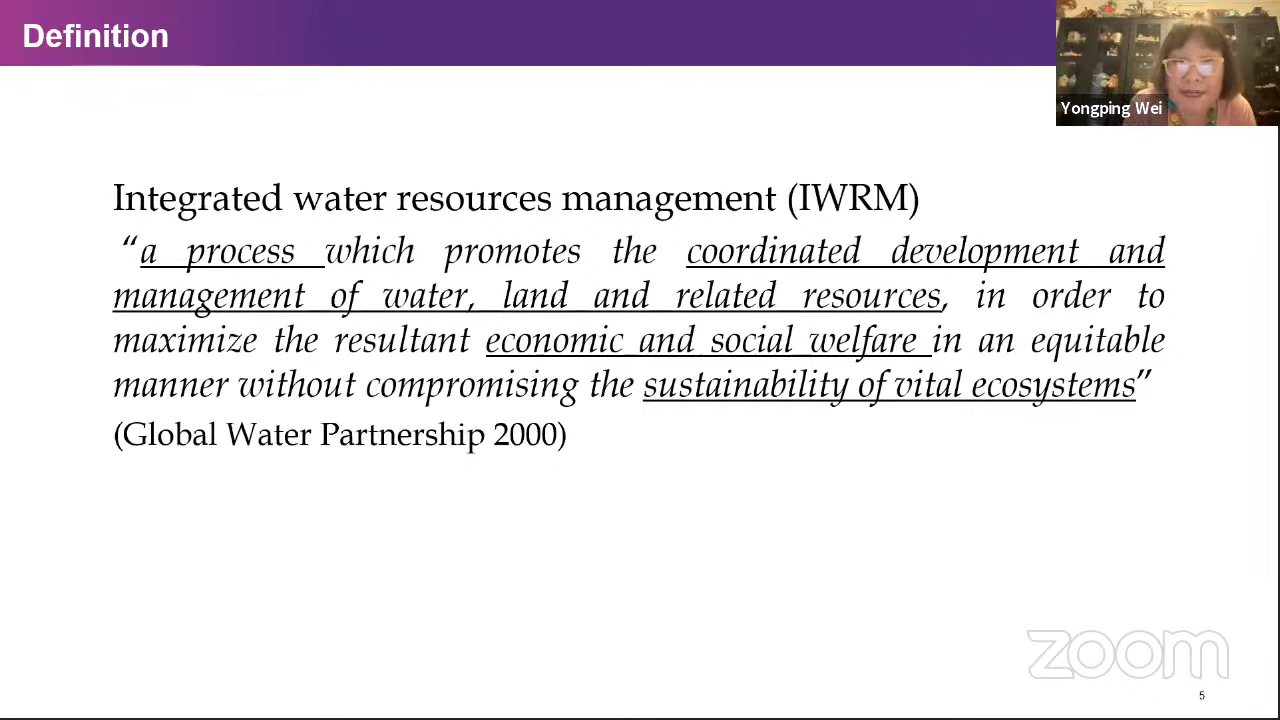 Definition
Yongping Wei
Integrated water resources management (IWRM)
“a process which promotes the coordinated development and
management of water, land and related resources, in order to
maximize the resultant economic and social welfare in an equitable
manner without compromising the sustainability of vital ecosystems”
(Global Water Partnership 2000)
zoom
5